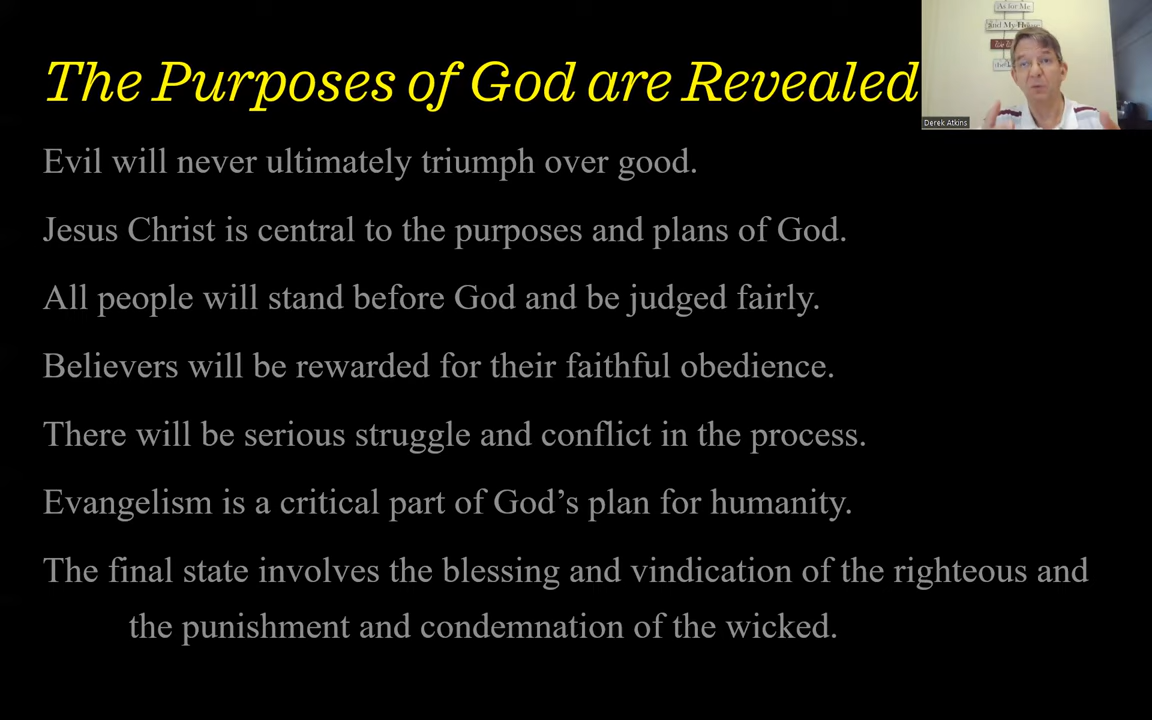 The Purposes of God are Revealed
As for Me
and My House
Derek Atkins
Evil will never ultimately triumph over good.
Jesus Christ is central to the purposes and plans of God.
All people will stand before God and be judged fairly.
Believers will be rewarded for their faithful obedience.
There will be serious struggle and conflict in the process.
Evangelism is a critical part of God’s plan for humanity.
The final state involves the blessing and vindication of the righteous and
the punishment and condemnation of the wicked.